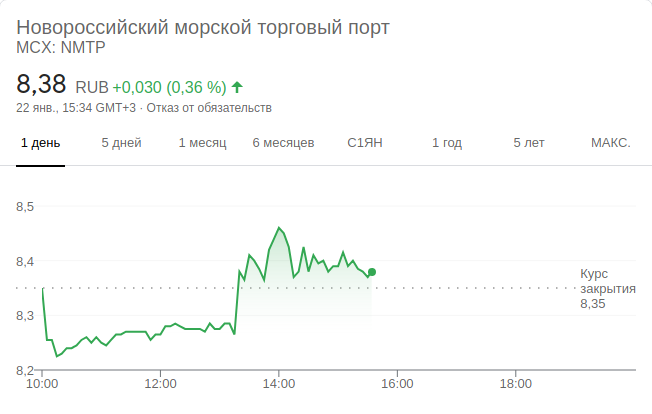 Новороссийский морской торговый порт
MCX: NMTP
8,38 RUB +0,030 (0,36 %)
22 янв., 15:34 GMT+3 · Отказ от обязательств
1 день 5 дней 1 месяц 6 месяцев С1ЯН 1 год 5 лет МАКС.
8,5
8,4
Курс
закрытия
8,35
8,3
8,2
10:00 12:00 14:00 16:00 18:00